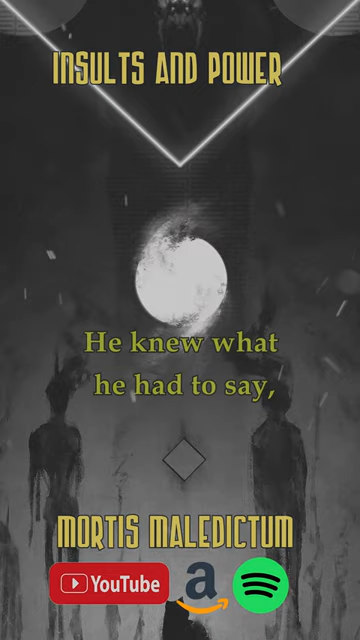 INSULTS AND POWER
He knew what
he had to say,
MORTIS MALEDICTUM
YouTube
a